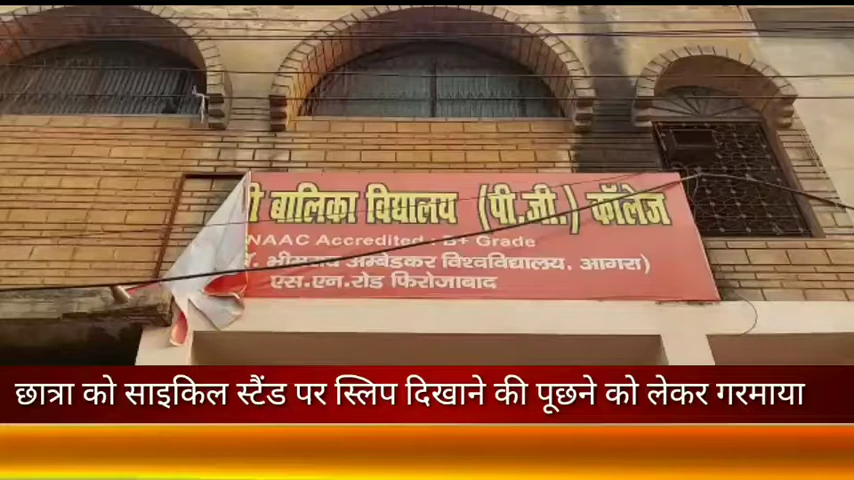 बालिका विद्यालय (पी.जी.) कॉलेज
NAAC Accredited : B+ Grade
भीमराव अम्बेडकर विश्वविद्यालय, आगरा)
एस.एन.रोड फिरोजाबाद
छात्रा को साइकिल स्टैंड पर स्लिप दिखाने की पूछने को लेकर गरमाया